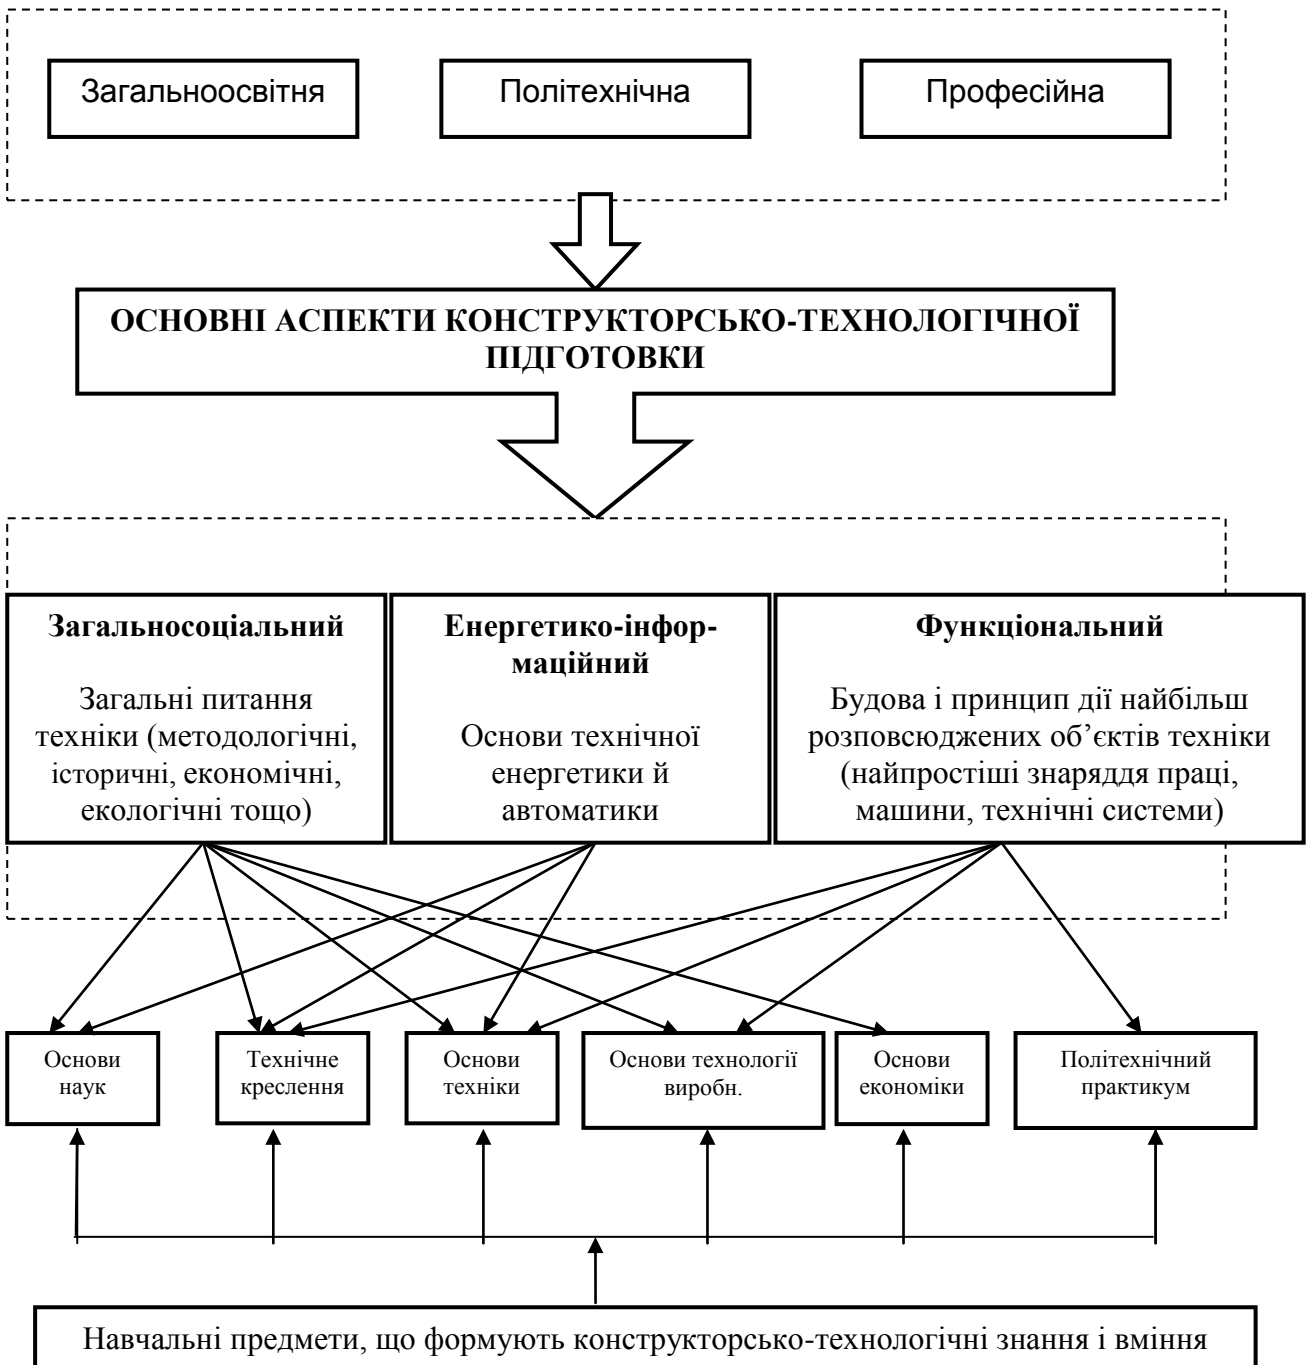 Загальноосвітня
Політехнічна
Професійна
ОСНОВНІ АСПЕКТИ КОНСТРУКТОРСЬКО-ТЕХНОЛОГІЧНОЇ
ПІДГОТОВКИ
Загальносоціальний
Загальні питання
техніки (методологічні,
історичні, економічні,
екологічні тощо)
Енергетико-інфор-
маційний
Основи технічної
енергетики й
автоматики
Функціональний
Будова і принцип дії найбільш
розповсюджених об’єктів техніки
(найпростіші знаряддя праці,
машини, технічні системи)
Основи
наук
Технічне
креслення
Основи
техніки
Основи технології
виробн.
Основи
економіки
Політехнічний
практикум
Навчальні предмети, що формують конструкторсько-технологічні знання і вміння